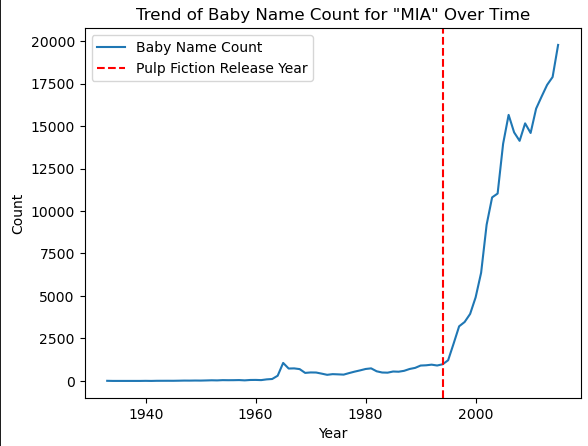 Trend of Baby Name Count for "MIA" Over Time
Baby Name Count
Pulp Fiction Release Year
20000
17500
15000
12500
10000
7500
5000
2500
0
Count
1940
1960
1980
2000
Year